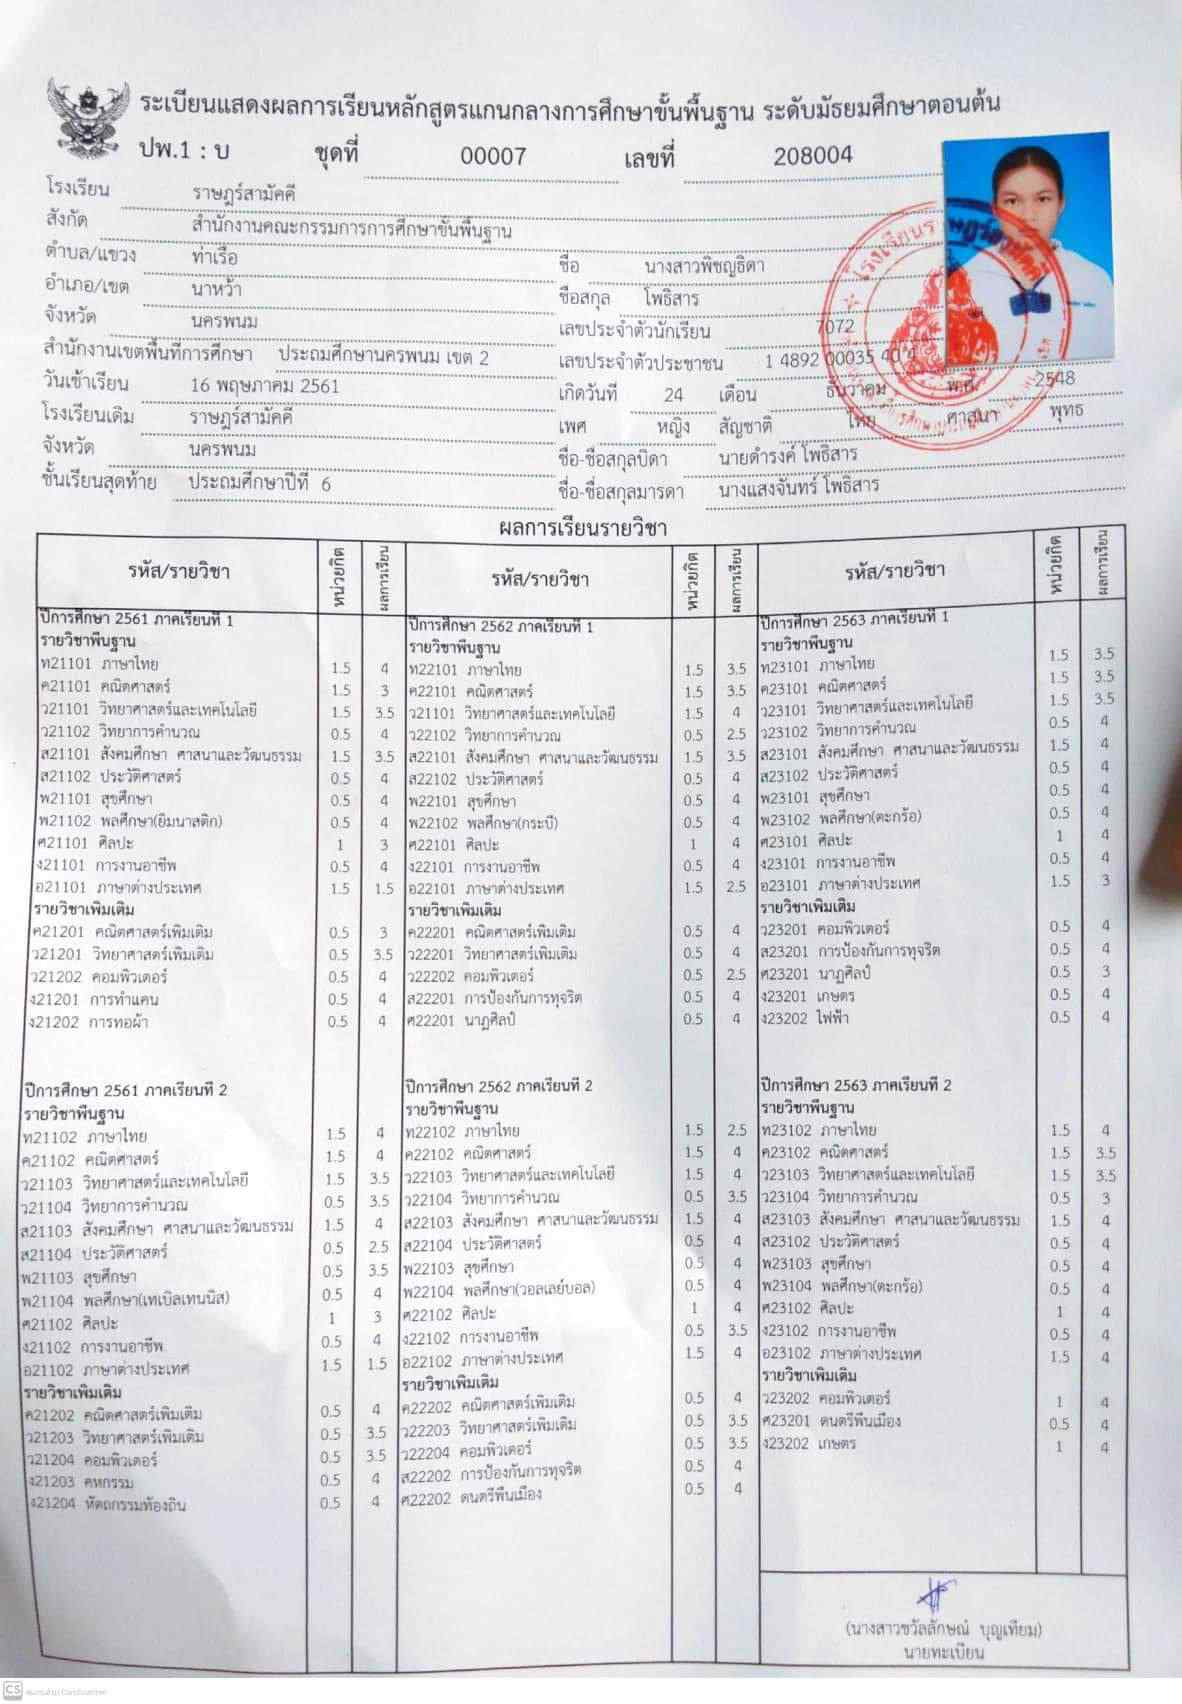 ระเบียนแสดงผลการเรียนหลักสูตรแกนกลางการศึกษาขั้นพื้นฐาน ระดับมัธยมศึกษาตอนต้น
ปพ.1 : บ ชุดที่ 00007 เลขที่ 208004
โรงเรียน ราษฎร์สามัคคี
สังกัด สำนักงานคณะกรรมการการศึกษาขั้นพื้นฐาน
ตำบล/แขวง ท่าเรือ
อำเภอ/เขต นาหว้า
จังหวัด นครพนม
สำนักงานเขตพื้นที่การศึกษา ประถมศึกษานครพนม เขต 2
วันเข้าเรียน 16 พฤษภาคม 2561
โรงเรียนเดิม ราษฎร์สามัคคี
จังหวัด นครพนม
ชั้นเรียนสุดท้าย ประถมศึกษาปีที่ 6
ชื่อ นางสาวพิชญธิดา
ชื่อสกุล โพธิสาร
เลขประจำตัวนักเรียน 7072
เลขประจำตัวประชาชน 1 4892 00035 40
เกิดวันที่ 24 เดือน ธันวาคม พ.ศ. 2548
เพศ หญิง สัญชาติ ไทย ศาสนา พุทธ
ชื่อ-ชื่อสกุลบิดา นายดำรงค์ โพธิสาร
ชื่อ-ชื่อสกุลมารดา นางแสงจันทร์ โพธิสาร
ผลการเรียนรายวิชา
รหัส/รายวิชา หน่วยกิต ผลการเรียน
ปีการศึกษา 2561 ภาคเรียนที่ 1
รายวิชาพื้นฐาน
ท21101 ภาษาไทย 1.5 4
ค21101 คณิตศาสตร์ 1.5 3
ว21101 วิทยาศาสตร์และเทคโนโลยี 1.5 3.5
ว21102 วิทยาการคำนวณ 0.5 4
ส21101 สังคมศึกษา ศาสนาและวัฒนธรรม 1.5 3.5
ส21102 ประวัติศาสตร์ 0.5 4
พ21101 สุขศึกษา 0.5 4
พ21102 พลศึกษา(ยิมนาสติก) 0.5 4
ศ21101 ศิลปะ 1 3
ง21101 การงานอาชีพ 0.5 4
อ21101 ภาษาต่างประเทศ 1.5 1.5
รายวิชาเพิ่มเติม
ค21201 คณิตศาสตร์เพิ่มเติม 0.5 3
ว21201 วิทยาศาสตร์เพิ่มเติม 0.5 3.5
ว21202 คอมพิวเตอร์ 0.5 4
ง21201 การทำแคน 0.5 4
ง21202 การทอผ้า 0.5 4
ปีการศึกษา 2561 ภาคเรียนที่ 2
รายวิชาพื้นฐาน
ท21102 ภาษาไทย 1.5 4
ค21102 คณิตศาสตร์ 1.5 4
ว21103 วิทยาศาสตร์และเทคโนโลยี 1.5 3.5
ว21104 วิทยาการคำนวณ 0.5 3.5
ส21103 สังคมศึกษา ศาสนาและวัฒนธรรม 1.5 4
ส21104 ประวัติศาสตร์ 0.5 2.5
พ21103 สุขศึกษา 0.5 3.5
พ21104 พลศึกษา(เทเบิลเทนนิส) 0.5 4
ศ21102 ศิลปะ 1 3
ง21102 การงานอาชีพ 0.5 4
อ21102 ภาษาต่างประเทศ 1.5 1.5
รายวิชาเพิ่มเติม
ค21202 คณิตศาสตร์เพิ่มเติม 0.5 4
ว21203 วิทยาศาสตร์เพิ่มเติม 0.5 3.5
ว21204 คอมพิวเตอร์ 0.5 3.5
ง21203 คหกรรม 0.5 4
ง21204 หัตถกรรมท้องถิ่น 0.5 4
รหัส/รายวิชา หน่วยกิต ผลการเรียน
ปีการศึกษา 2562 ภาคเรียนที่ 1
รายวิชาพื้นฐาน
ท22101 ภาษาไทย 1.5 3.5
ค22101 คณิตศาสตร์ 1.5 3.5
ว21101 วิทยาศาสตร์และเทคโนโลยี 1.5 4
ว22102 วิทยาการคำนวณ 0.5 2.5
ส22101 สังคมศึกษา ศาสนาและวัฒนธรรม 1.5 3.5
ส22102 ประวัติศาสตร์ 0.5 4
พ22101 สุขศึกษา 0.5 4
พ22102 พลศึกษา(กระบี่) 0.5 4
ศ22101 ศิลปะ 1 4
ง22101 การงานอาชีพ 0.5 4
อ22101 ภาษาต่างประเทศ 1.5 2.5
รายวิชาเพิ่มเติม
ค22201 คณิตศาสตร์เพิ่มเติม 0.5 4
ว22201 วิทยาศาสตร์เพิ่มเติม 0.5 4
ว22202 คอมพิวเตอร์ 0.5 2.5
ส22201 การป้องกันการทุจริต 0.5 4
ศ22201 นาฏศิลป์ 0.5 4
ปีการศึกษา 2562 ภาคเรียนที่ 2
รายวิชาพื้นฐาน
ท22102 ภาษาไทย 1.5 2.5
ค22102 คณิตศาสตร์ 1.5 4
ว22103 วิทยาศาสตร์และเทคโนโลยี 1.5 4
ว22104 วิทยาการคำนวณ 0.5 3.5
ส22103 สังคมศึกษา ศาสนาและวัฒนธรรม 1.5 4
ส22104 ประวัติศาสตร์ 0.5 4
พ22103 สุขศึกษา 0.5 4
พ22104 พลศึกษา(วอลเลย์บอล) 0.5 4
ศ22102 ศิลปะ 1 4
ง22102 การงานอาชีพ 0.5 3.5
อ22102 ภาษาต่างประเทศ 1.5 4
รายวิชาเพิ่มเติม
ค22202 คณิตศาสตร์เพิ่มเติม 0.5 4
ว22203 วิทยาศาสตร์เพิ่มเติม 0.5 3.5
ว22204 คอมพิวเตอร์ 0.5 3.5
ส22202 การป้องกันการทุจริต 0.5 4
ศ22202 ดนตรีพื้นเมือง 0.5 4
รหัส/รายวิชา หน่วยกิต ผลการเรียน
ปีการศึกษา 2563 ภาคเรียนที่ 1
รายวิชาพื้นฐาน
ท23101 ภาษาไทย 1.5 3.5
ค23101 คณิตศาสตร์ 1.5 3.5
ว23101 วิทยาศาสตร์และเทคโนโลยี 1.5 3.5
ว23102 วิทยาการคำนวณ 0.5 4
ส23101 สังคมศึกษา ศาสนาและวัฒนธรรม 1.5 4
ส23102 ประวัติศาสตร์ 0.5 4
พ23101 สุขศึกษา 0.5 4
พ23102 พลศึกษา(ตะกร้อ) 0.5 4
ศ23101 ศิลปะ 1 4
ง23101 การงานอาชีพ 0.5 4
อ23101 ภาษาต่างประเทศ 1.5 3
รายวิชาเพิ่มเติม
ว23201 คอมพิวเตอร์ 0.5 4
ส23201 การป้องกันการทุจริต 0.5 4
ศ23201 นาฏศิลป์ 0.5 3
ง23201 เกษตร 0.5 4
ง23202 ไฟฟ้า 0.5 4
ปีการศึกษา 2563 ภาคเรียนที่ 2
รายวิชาพื้นฐาน
ท23102 ภาษาไทย 1.5 4
ค23102 คณิตศาสตร์ 1.5 3.5
ว23103 วิทยาศาสตร์และเทคโนโลยี 1.5 3.5
ว23104 วิทยาการคำนวณ 0.5 3
ส23103 สังคมศึกษา ศาสนาและวัฒนธรรม 1.5 4
ส23102 ประวัติศาสตร์ 0.5 4
พ23103 สุขศึกษา 0.5 4
พ23104 พลศึกษา(ตะกร้อ) 0.5 4
ศ23102 ศิลปะ 1 4
ง23102 การงานอาชีพ 0.5 4
อ23102 ภาษาต่างประเทศ 1.5 4
รายวิชาเพิ่มเติม
ว23202 คอมพิวเตอร์ 1 4
ศ23201 ดนตรีพื้นเมือง 0.5 4
ง23202 เกษตร 1 4
(นางสาวขวัลลักษณ์ บุญเทียม)
นายทะเบียน
CS